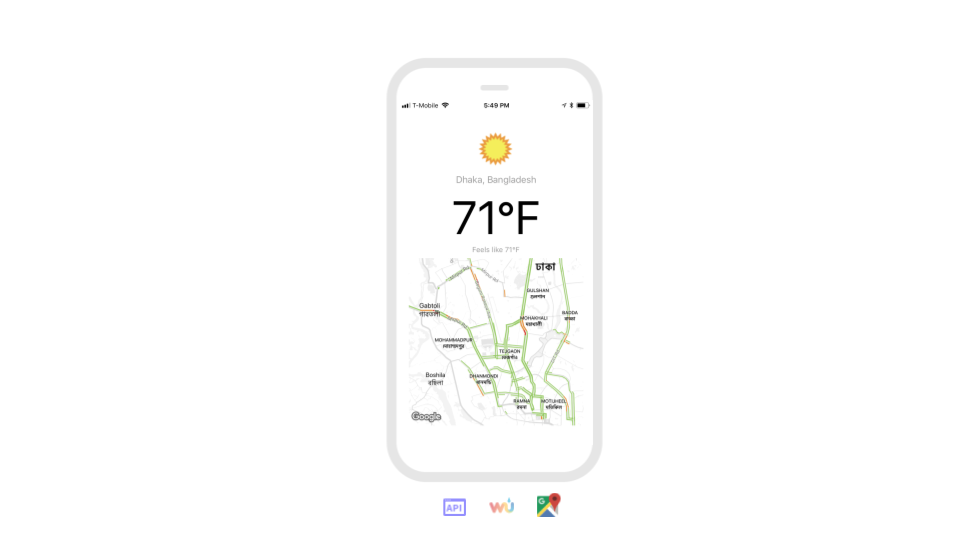 T-Mobile 5:49 PM
Dhaka, Bangladesh
71°F
Feels like 71°F
ঢাকা
GULSHAN
গুলশান
Gabtoli
গাবতলী
MOHAKHALI
মহাখালী
BADDA
বাড্ডা
MOHAMMADPUR
মোহাম্মদপুর
TEJGAON
তেজগাঁও
Boshila
বছিলা
DHANMONDI
ধানমন্ডি
RAMNA
রমনা
MOTIJHEEL
মতিঝিল
Google
API
WU
G